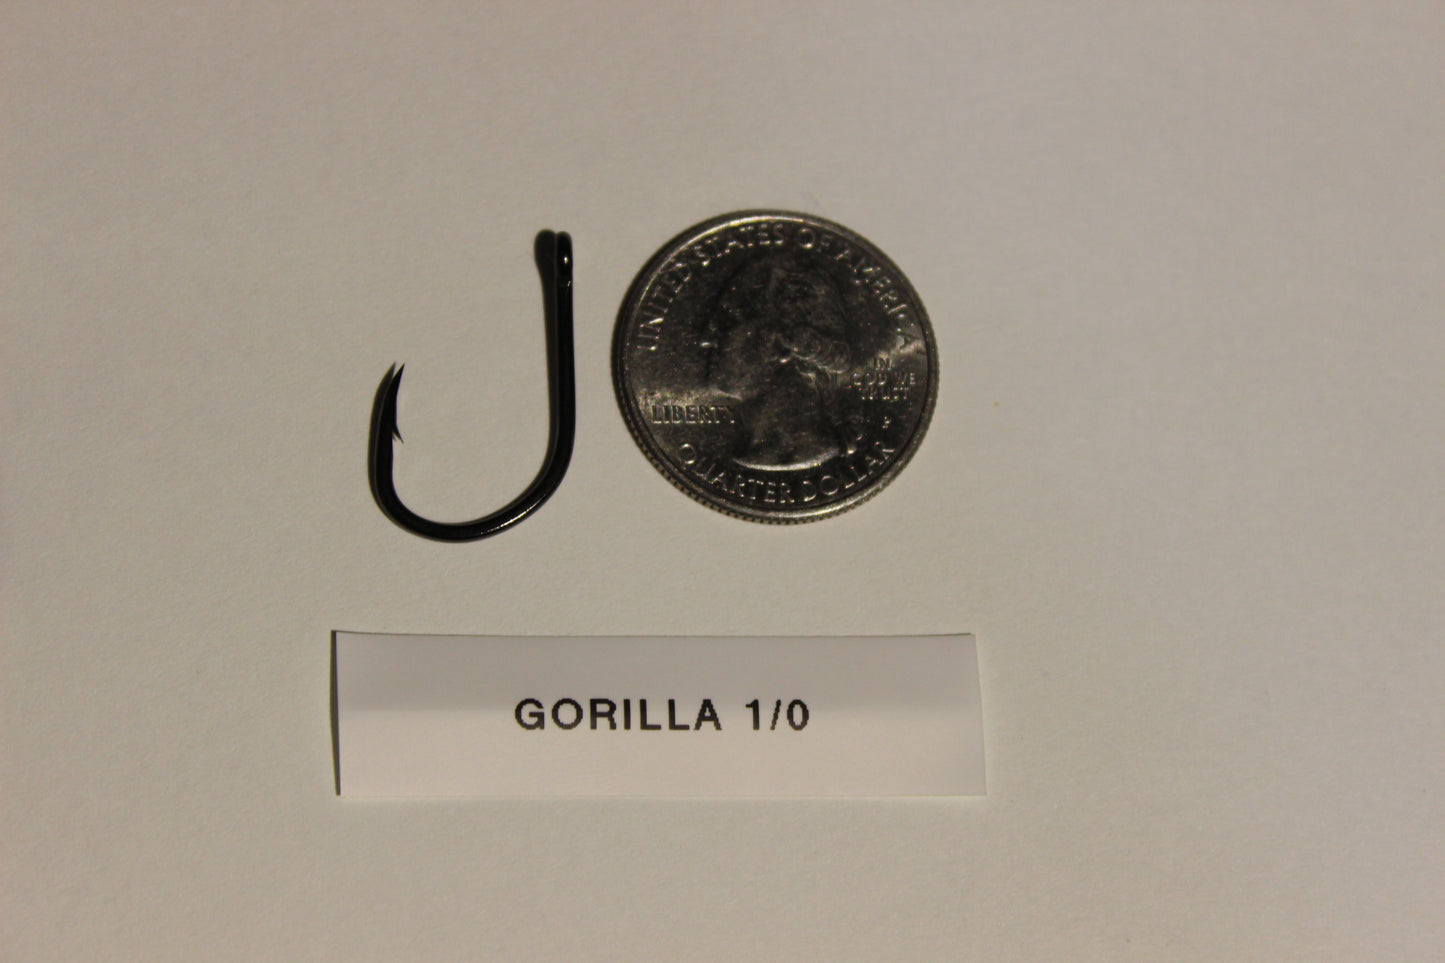 UNITED STATES OF AMERICA
IN
GOD WE
TRUST
LIBERTY
P
QUARTER DOLLAR
GORILLA 1/0